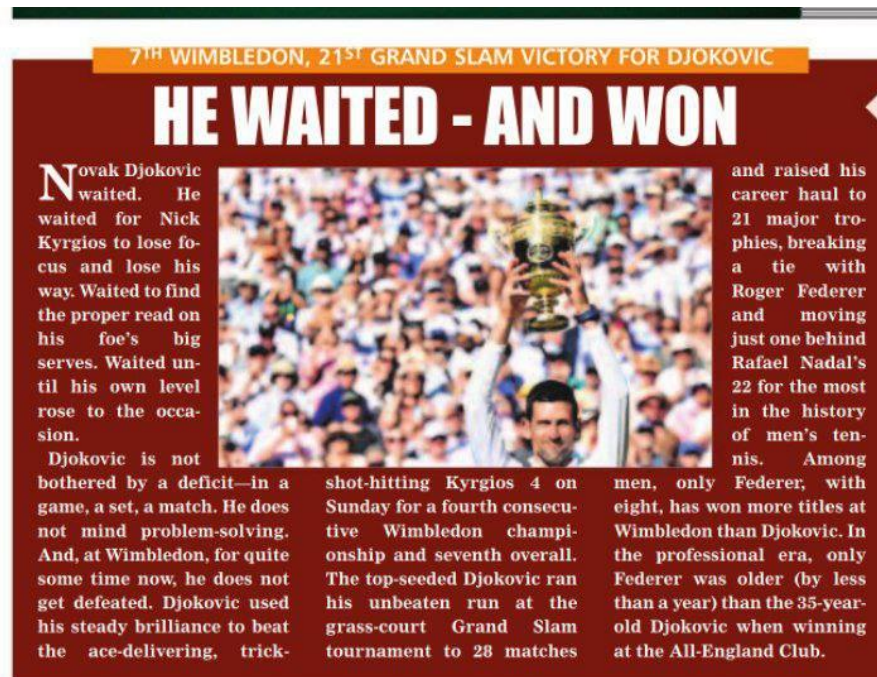 7TH WIMBLEDON, 21ST GRAND SLAM VICTORY FOR DJOKOVIC
HE WAITED - AND WON
Novak Djokovic
waited. He
waited for Nick
Kyrgios to lose fo-
cus and lose his
way. Waited to find
the proper read on
his foe's big
serves. Waited un-
til his own level
rose to the occa-
sion.
Djokovic is not
bothered by a deficit—in a
game, a set, a match. He does
not mind problem-solving.
And, at Wimbledon, for quite
some time now, he does not
get defeated. Djokovic used
his steady brilliance to beat
the ace-delivering, trick-
shot-hitting Kyrgios 4 on
Sunday for a fourth consecu-
tive Wimbledon champi-
onship and seventh overall.
The top-seeded Djokovic ran
his unbeaten run at the
grass-court Grand Slam
tournament to 28 matches
and raised his
career haul to
21 major tro-
phies, breaking
a tie with
Roger Federer
and moving
just one behind
Rafael Nadal's
22 for the most
in the history
of men's ten-
nis. Among
men, only Federer, with
eight, has won more titles at
Wimbledon than Djokovic. In
the professional era, only
Federer was older (by less
than a year) than the 35-year-
old Djokovic when winning
at the All-England Club.